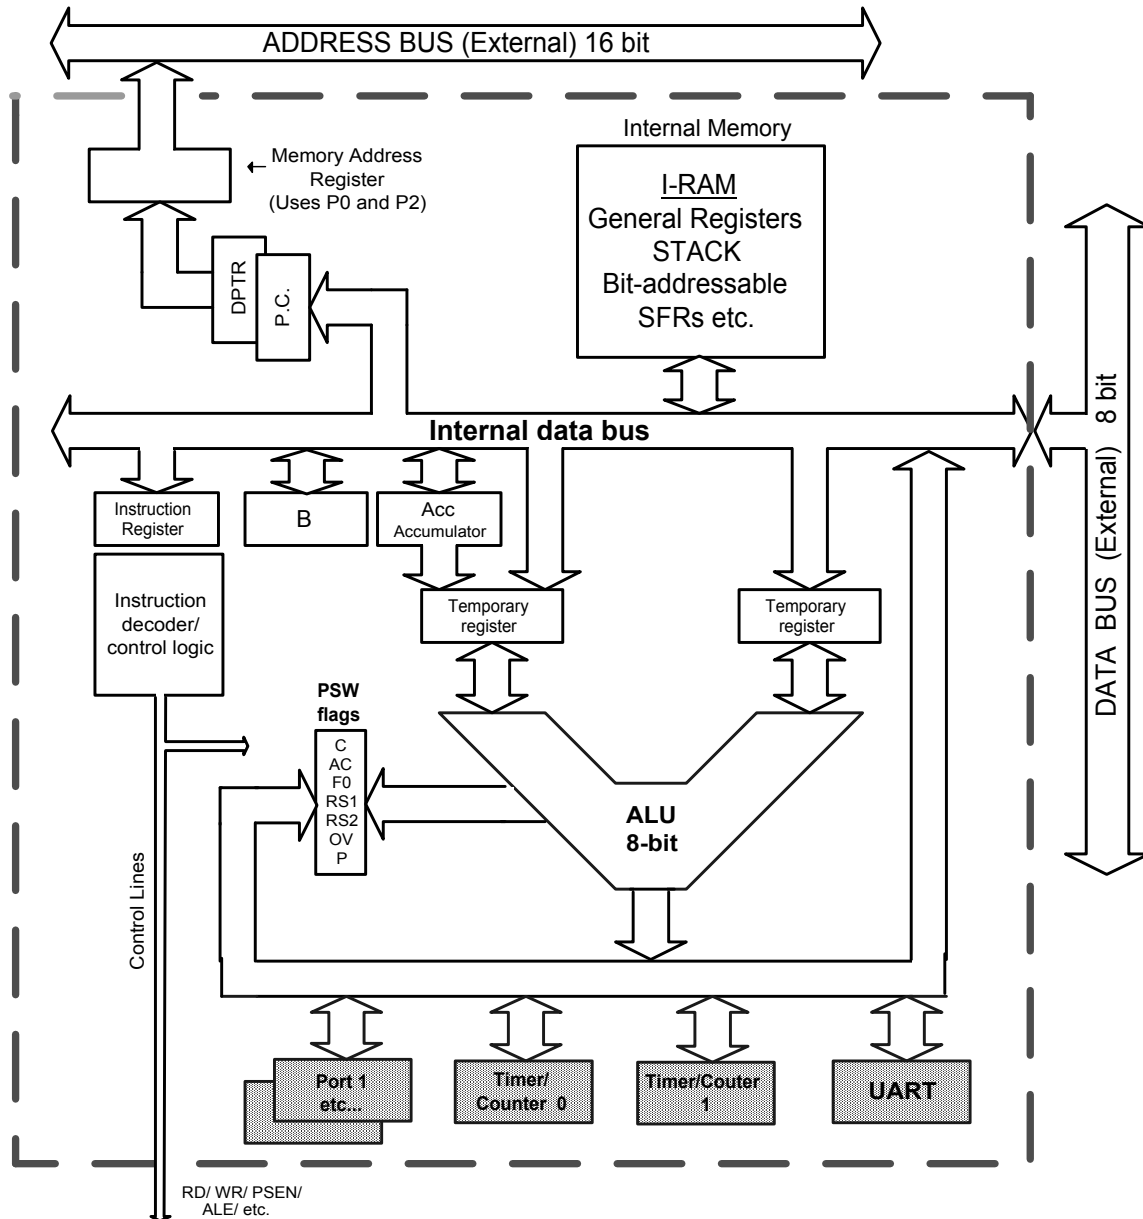 ADDRESS BUS (External) 16 bit
Internal Memory
Memory Address
Register
(Uses P0 and P2)
I-RAM
General Registers
STACK
Bit-addressable
SFRs etc.
DPTR
P.C.
Internal data bus
DATA BUS (External) 8 bit
Instruction
Register
B
Acc
Accumulator
Instruction
decoder/
control logic
Temporary
register
Temporary
register
PSW
flags
C
AC
F0
RS1
RS2
OV
P
ALU
8-bit
Control Lines
Port 1
etc...
Timer/
Counter 0
Timer/Couter
1
UART
RD/ WR/ PSEN/
ALE/ etc.